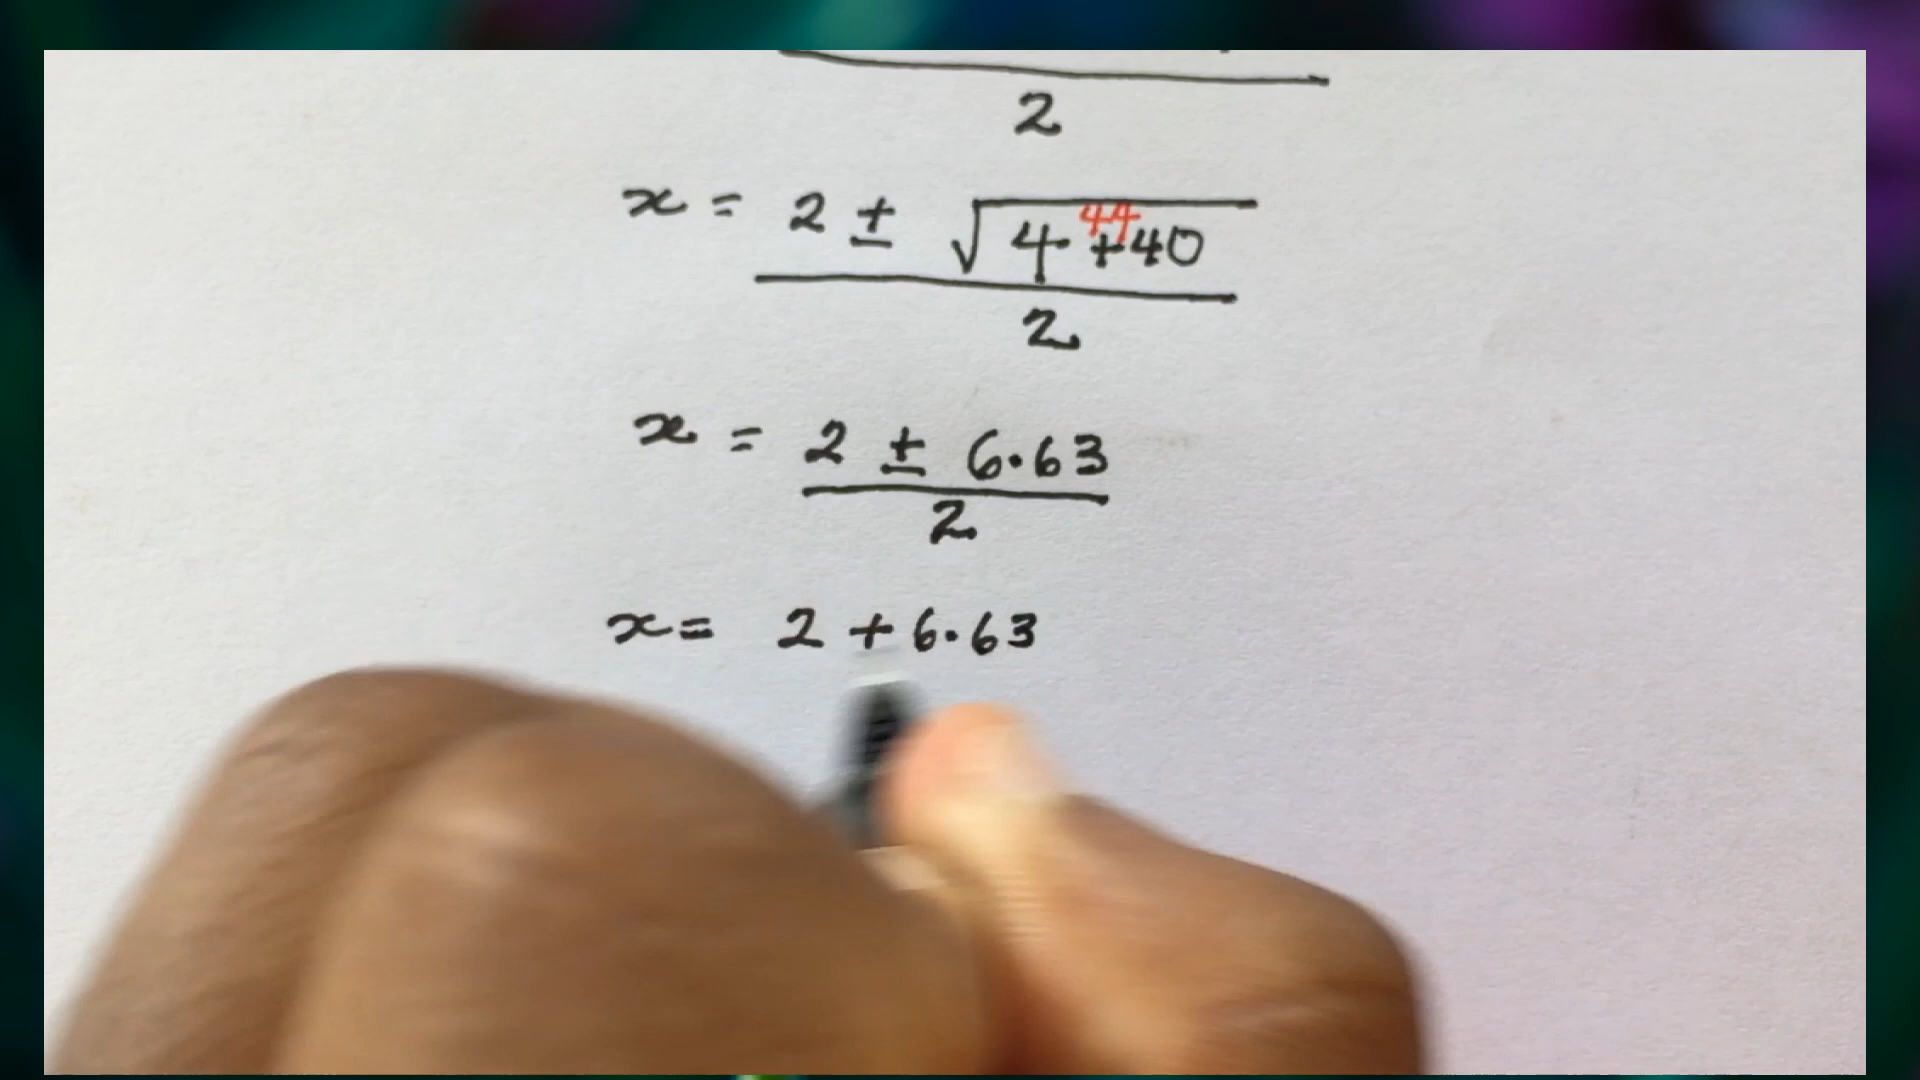 2
x = 2 ± √4 + 40
44
2
x = 2 ± 6.63
2
x = 2 + 6.63